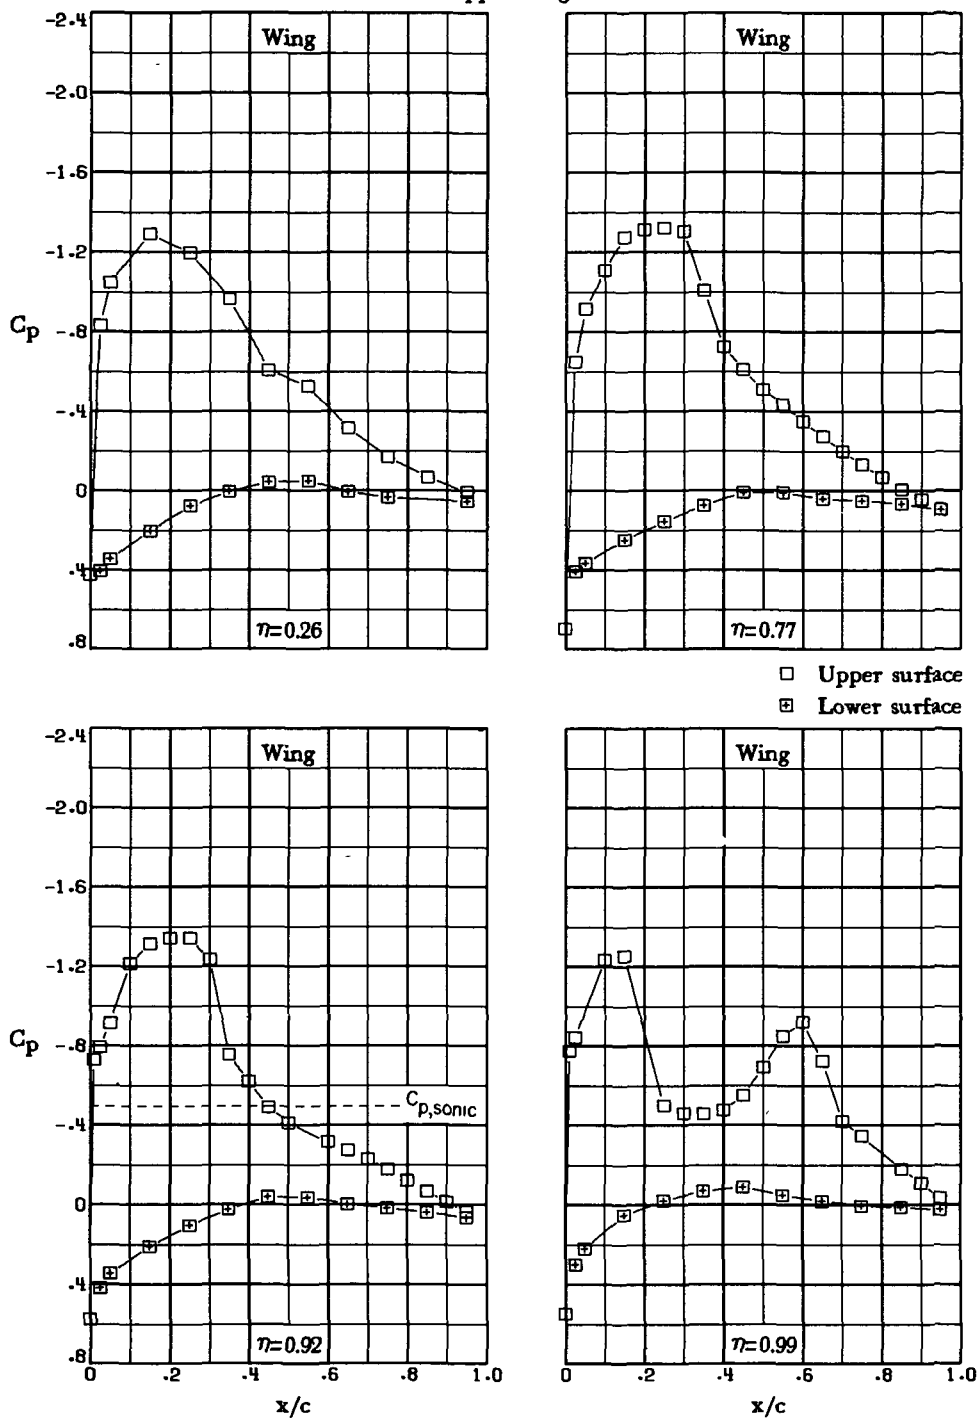 Wing
Wing
-2.4
-2.0
-1.6
-1.2
Cp
-.8
-.4
0
.4
.8
η=0.26
η=0.77
Upper surface
Lower surface
Wing
Wing
-2.4
-2.0
-1.6
-1.2
Cp
-.8
-.4
0
.4
.8
Cp,SONIC
η=0.92
η=0.99
0 .2 .4 .6 .8 1.0
0 .2 .4 .6 .8 1.0
x/c
x/c